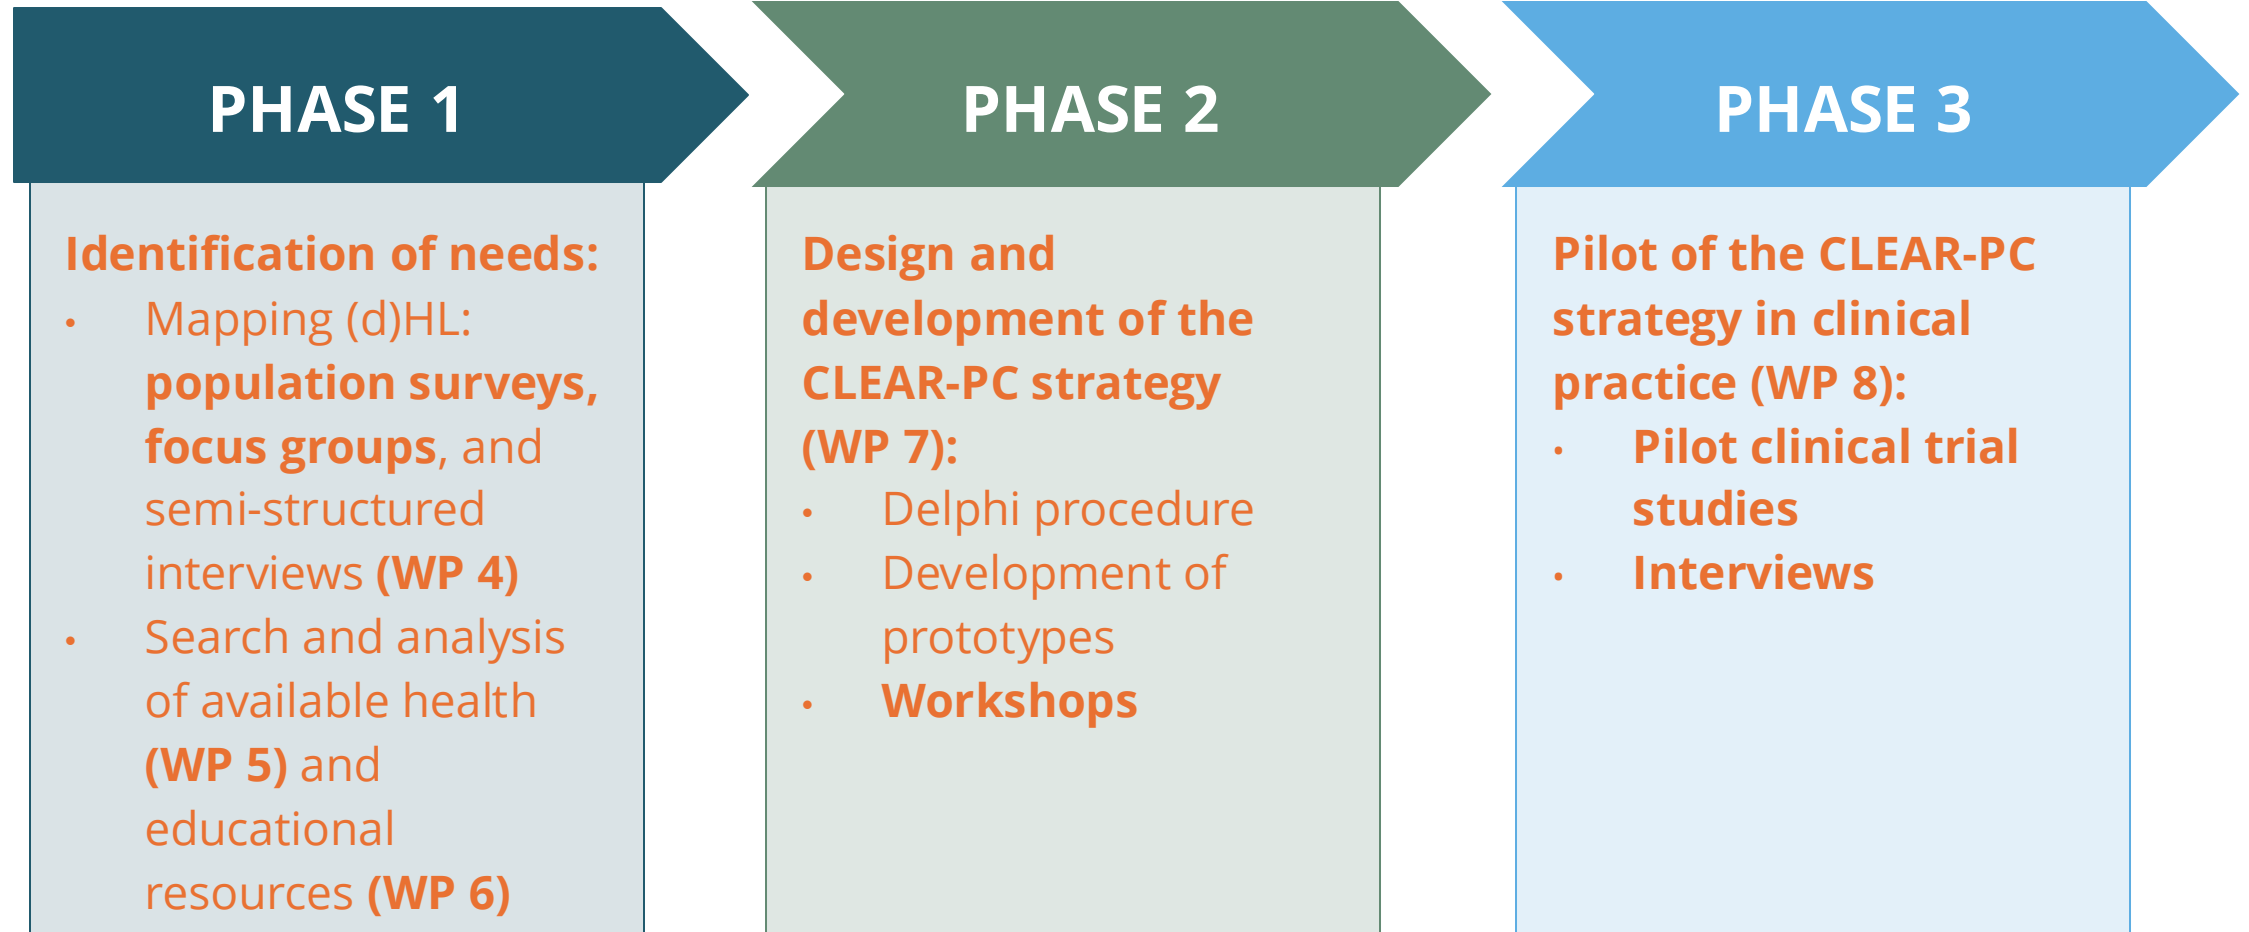 PHASE 1
Identification of needs:
• Mapping (d)HL:
population surveys,
focus groups, and
semi-structured
interviews (WP 4)
• Search and analysis
of available health
(WP 5) and
educational
resources (WP 6)
PHASE 2
Design and
development of the
CLEAR-PC strategy
(WP 7):
• Delphi procedure
• Development of
prototypes
• Workshops
PHASE 3
Pilot of the CLEAR-PC
strategy in clinical
practice (WP 8):
• Pilot clinical trial
studies
• Interviews